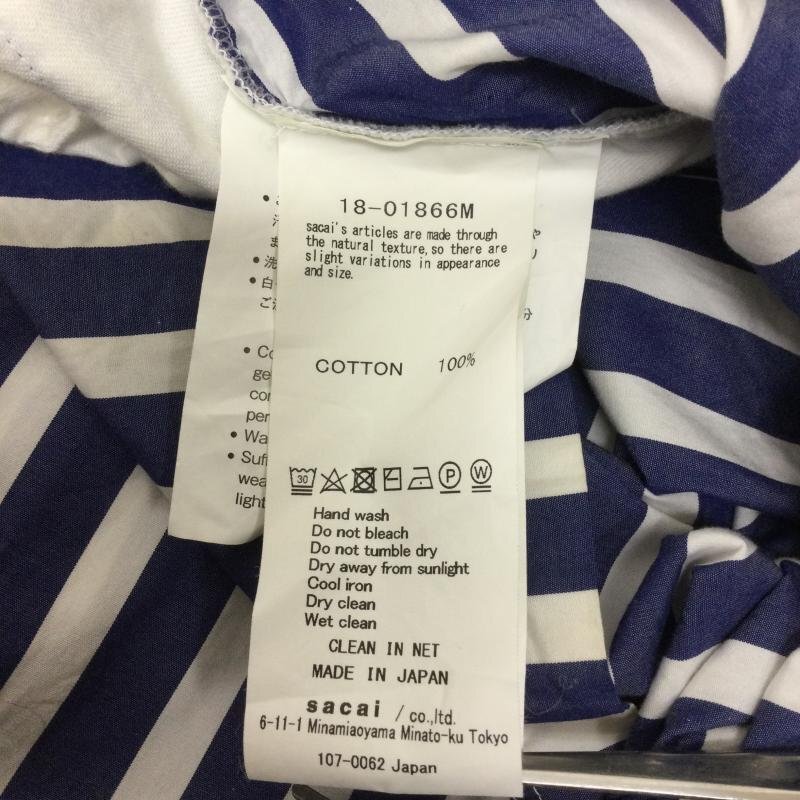 18-01866M
sacai's articles are made through
the natural texture, so there are
slight variations in appearance
and size.
COTTON 100%
30
P
W
Hand wash
Do not bleach
Do not tumble dry
Dry away from sunlight
Cool iron
Dry clean
Wet clean
CLEAN IN NET
MADE IN JAPAN
sacai / co.,ltd.
6-11-1 Minamiaoyama Minato-ku Tokyo
107-0062 Japan